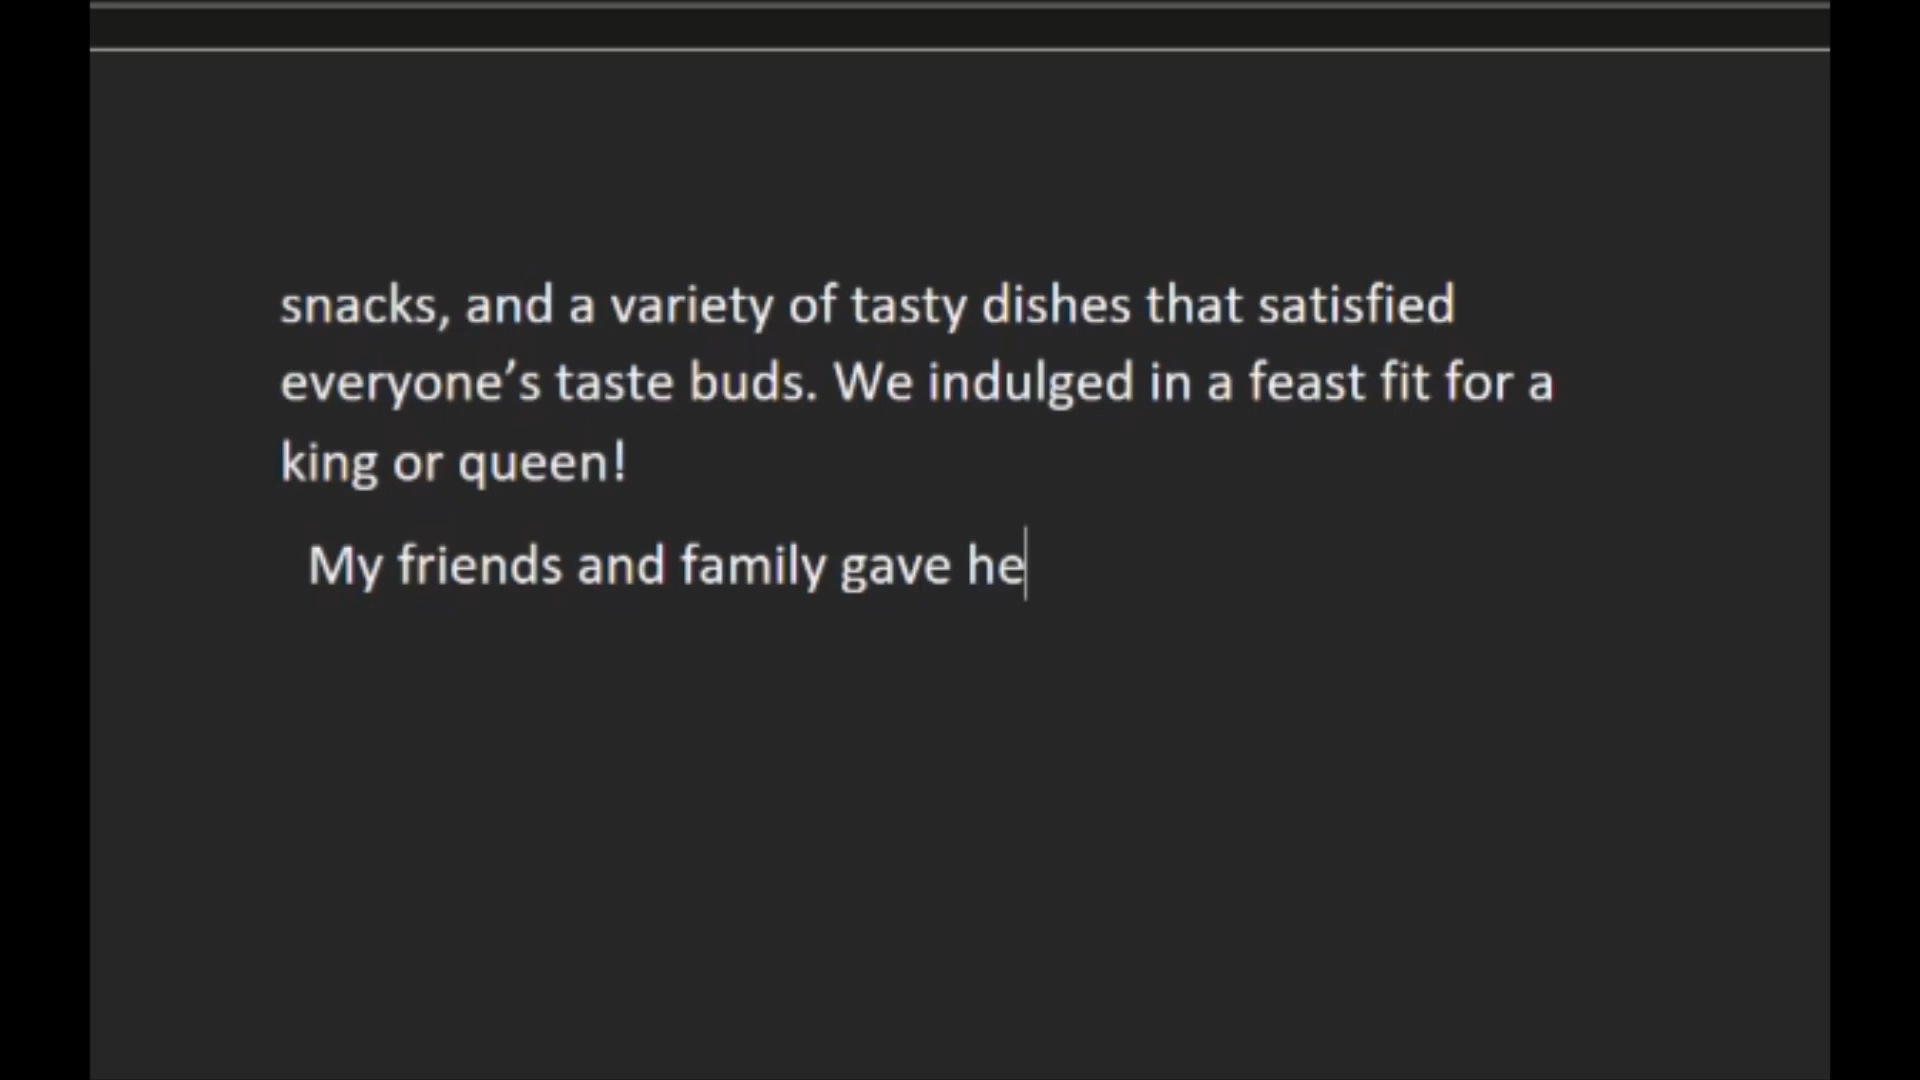 snacks, and a variety of tasty dishes that satisfied
everyone’s taste buds. We indulged in a feast fit for a
king or queen!
My friends and family gave he